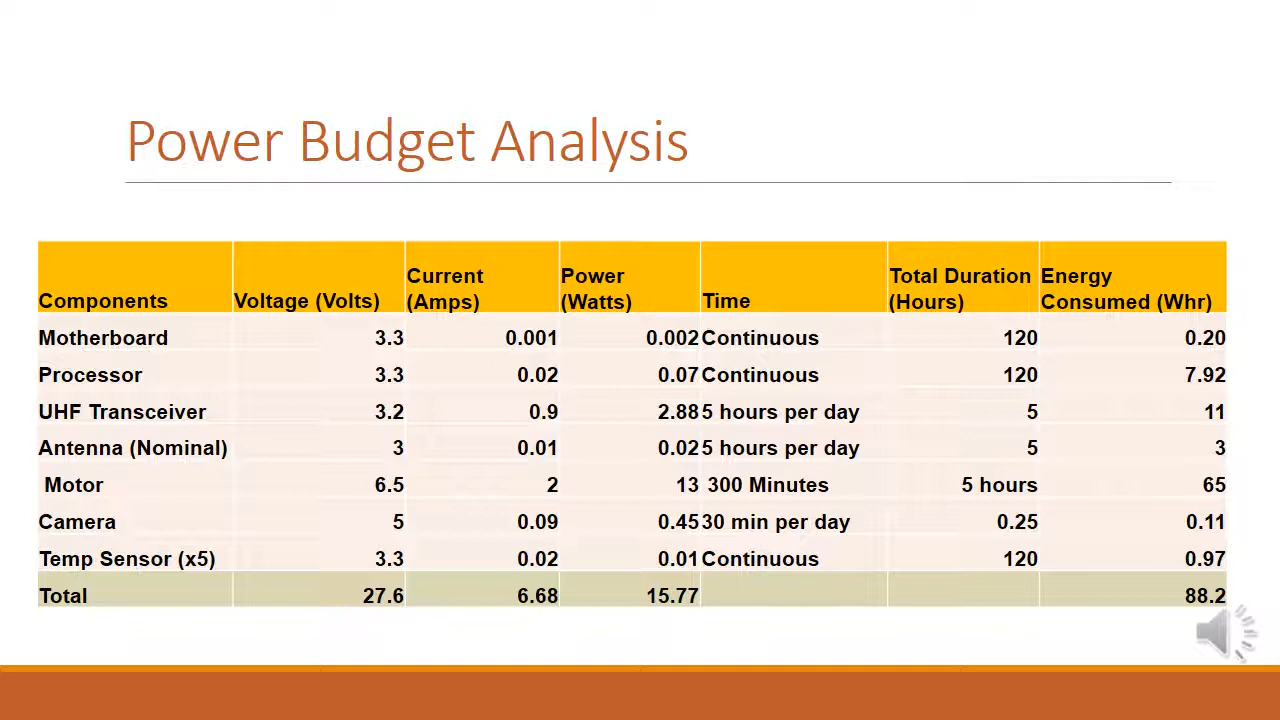 Power Budget Analysis
Components Voltage (Volts) Current (Amps) Power (Watts) Time Total Duration (Hours) Energy Consumed (Whr)
Motherboard 3.3 0.001 0.002 Continuous 120 0.20
Processor 3.3 0.02 0.07 Continuous 120 7.92
UHF Transceiver 3.2 0.9 2.88 5 hours per day 5 11
Antenna (Nominal) 3 0.01 0.02 5 hours per day 5 3
Motor 6.5 2 13 300 Minutes 5 hours 65
Camera 5 0.09 0.45 30 min per day 0.25 0.11
Temp Sensor (x5) 3.3 0.02 0.01 Continuous 120 0.97
Total 27.6 6.68 15.77 88.2